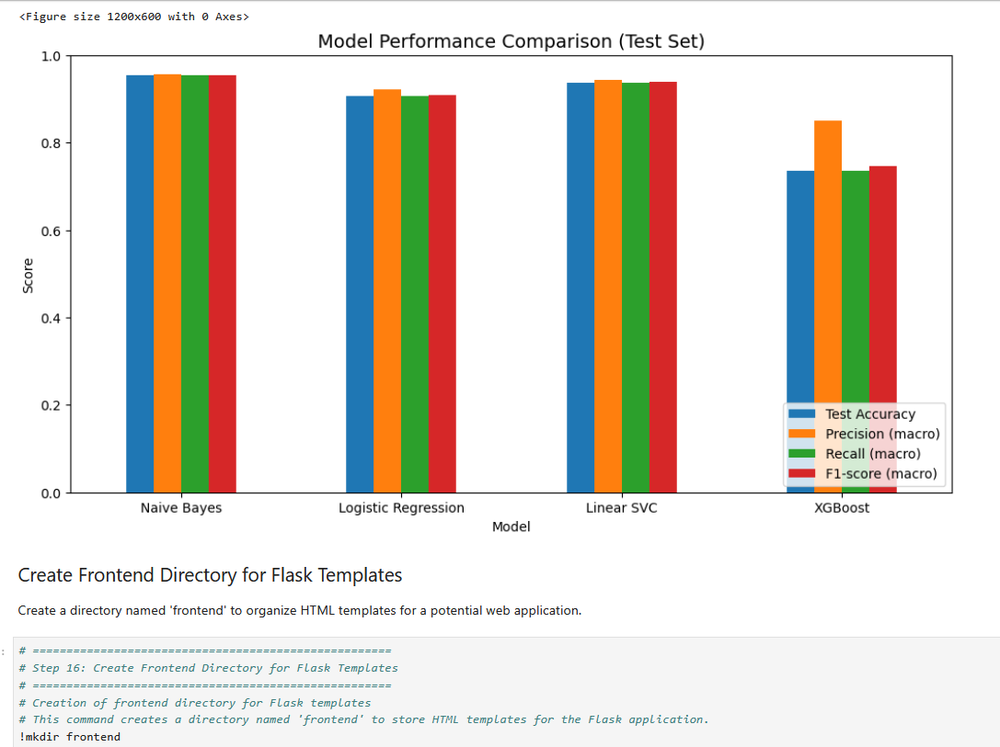 <Figure size 1200x600 with 0 Axes>
Model Performance Comparison (Test Set)
1.0
0.8
0.6
0.4
0.2
0.0
Score
Naive Bayes
Logistic Regression
Linear SVC
XGBoost
Model
Test Accuracy
Precision (macro)
Recall (macro)
F1-score (macro)
Create Frontend Directory for Flask Templates
Create a directory named 'frontend' to organize HTML templates for a potential web application.
:
# ====================================================
# Step 16: Create Frontend Directory for Flask Templates
# ====================================================
# Creation of frontend directory for Flask templates
# This command creates a directory named 'frontend' to store HTML templates for the Flask application.
!mkdir frontend